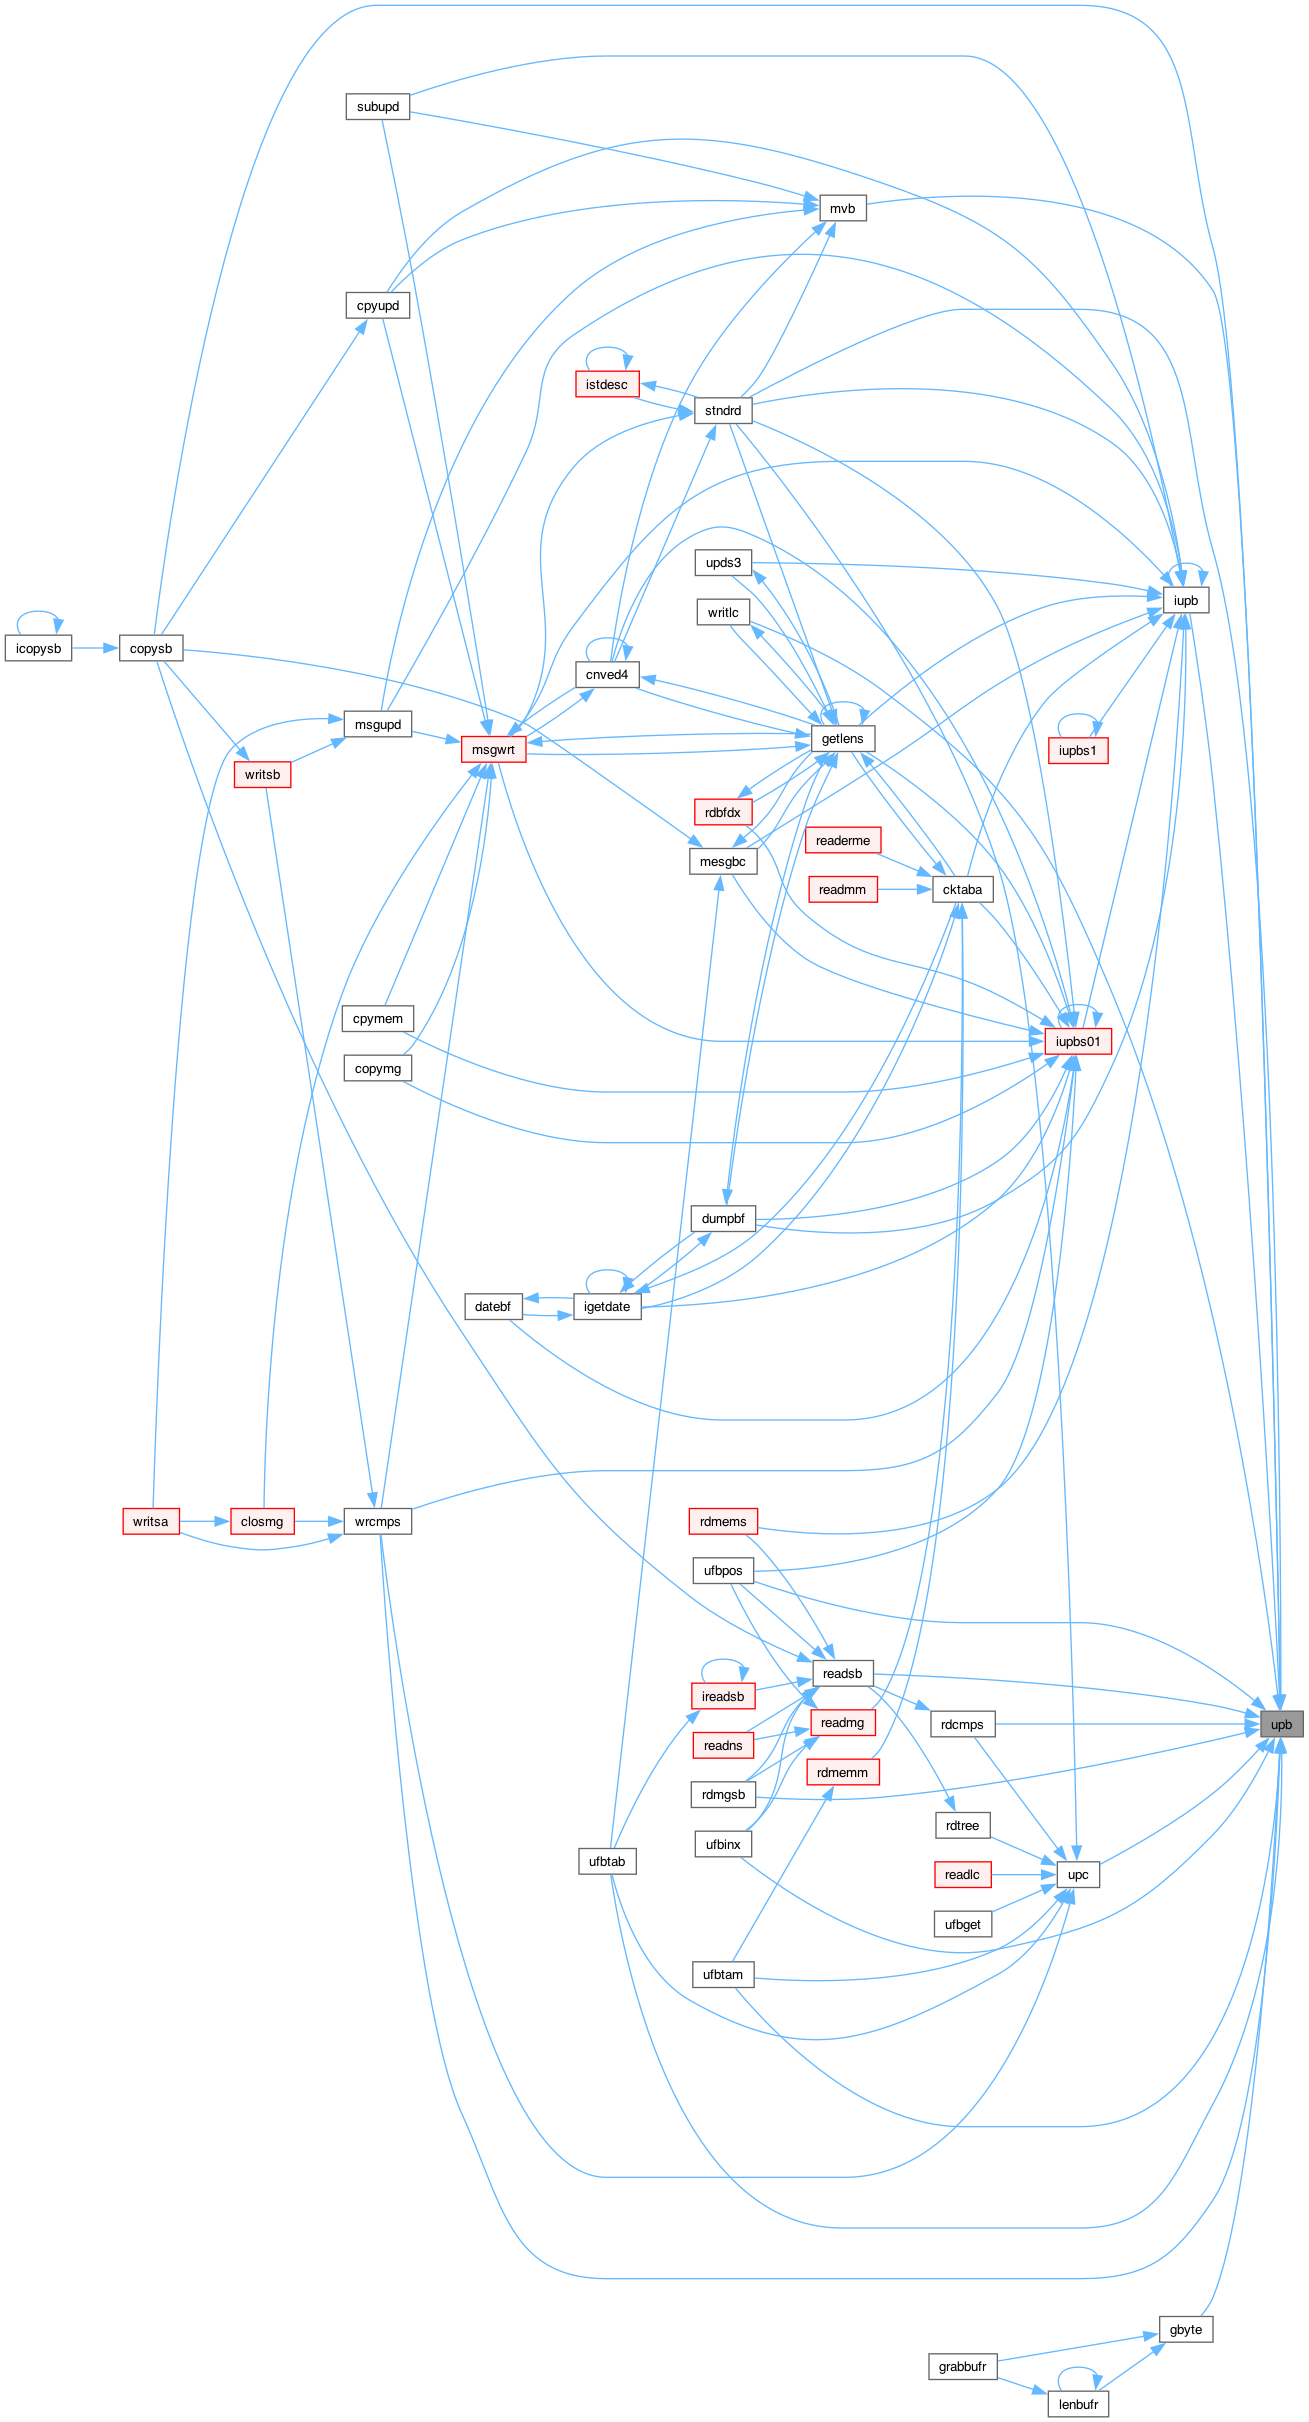 subupd
mvb
cpyupd
istdesc
stndrd
upds3
iupb
writlc
icopysb
copysb
cnved4
msgupd
getlens
msgwrt
iupbs1
writsb
rdbfdx
readerme
mesgbc
readmm
cktaba
cpymem
iupbs01
copymg
dumpbf
datebf
igetdate
writsa
closmg
wrcmps
rdmems
ufbpos
readsb
ireadsb
readmg
rdcmps
upb
readns
rdmemm
rdmgsb
rdtree
ufbinx
ufbtab
readlc
upc
ufbget
ufbtam
gbyte
grabbufr
lenbufr